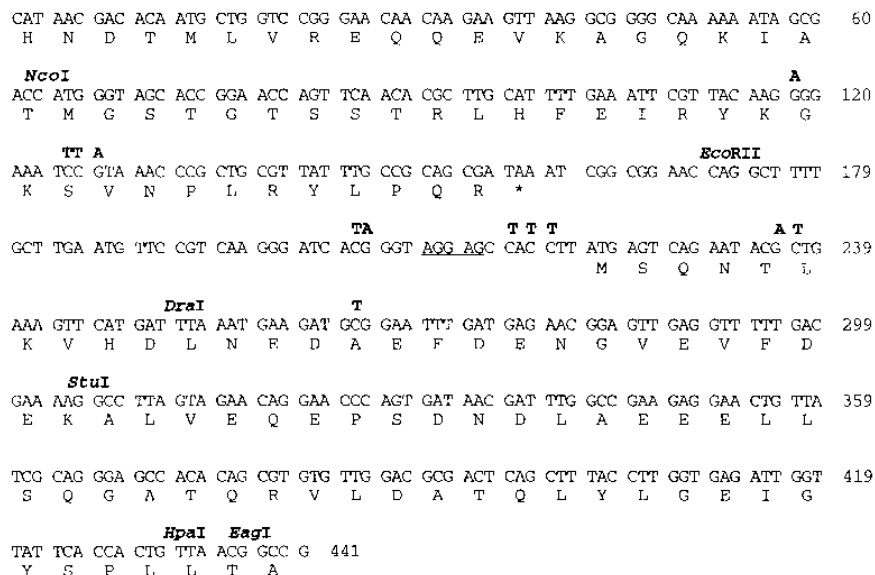 CAT AAC GAC ACA ATG CTG GTC CGG GAA CAA CAA GAA GTT AAG GCG GGG CAA AAA ATA GCG 60
H N D T M L V R E Q Q E V K A G Q K I A
NcoI A
ACC ATG GGT AGC ACC GGA ACC AGT TCA ACA CGC TTG CAT TTT GAA ATT CGT TAC AAG GGG 120
T M G S T G T S S T R L H F E I R Y K G
TT A EcoRII
AAA TCC GTA AAC CCG CTG CGT TAT TTG CCG CAG CGA TAA AT CGG CGG AAC CAG GCT TTT 179
K S V N P L R Y L P Q R *
TA T T T A T
GCT TGA ATG TTC CGT CAA GGG ATC ACG GGT AGG AGC CAC CTT ATG AGT CAG AAT ACG CTG 239
M S Q N T L
DraI T
AAA GTT CAT GAT TTA AAT GAA GAT GCG GAA TTT GAT GAG AAC GGA GTT GAG GTT TTT GAC 299
K V H D L N E D A E F D E N G V E V F D
StuI
GAA AAG GCC TTA GTA GAA CAG GAA CCC AGT GAT AAC GAT TTG GCC GAA GAG GAA CTG TTA 359
E K A L V E Q E P S D N D L A E E E L L
TCG CAG GGA GCC ACA CAG CGT GTG TTG GAC GCG ACT CAG CTT TAC CTT GGT GAG ATT GGT 419
S Q G A T Q R V L D A T Q L Y L G E I G
HpaI EagI
TAT TCA CCA CTG TTA ACG GCC G 441
Y S P L L T A